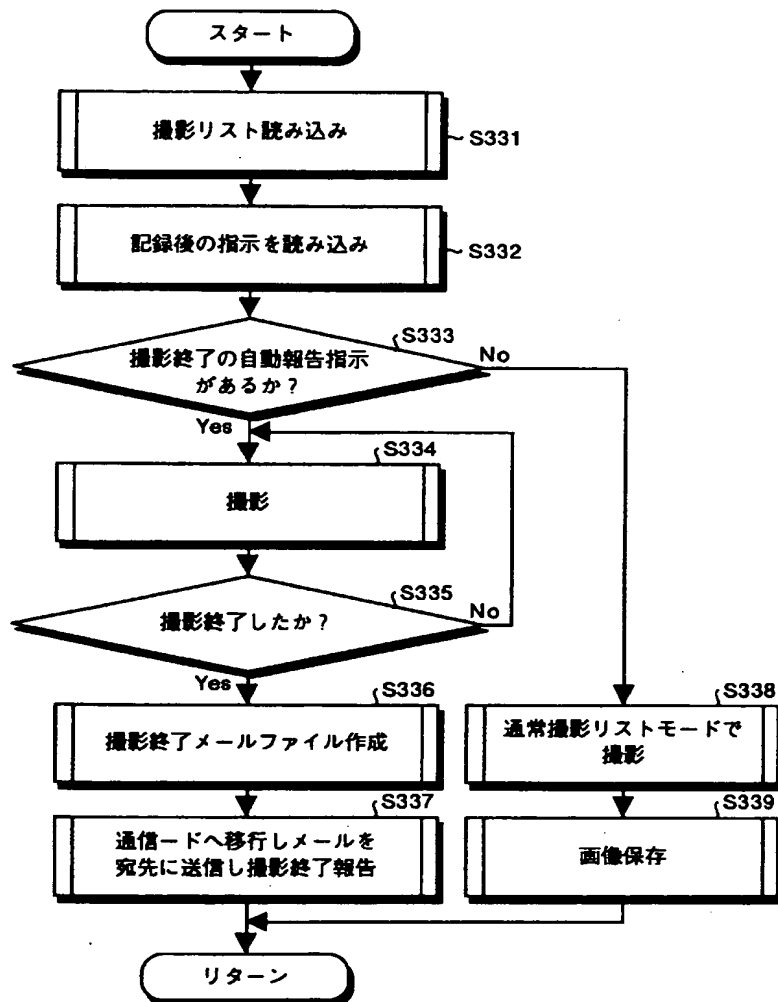 スタート
撮影リスト読み込み
S331
記録後の指示を読み込み
S332
S333
撮影終了の自動報告指示
があるか？
No
Yes
S334
撮影
S335
撮影終了したか？
No
Yes
S336
撮影終了メールファイル作成
S338
通常撮影リストモードで
撮影
S337
通信ードへ移行しメールを
宛先に送信し撮影終了報告
S339
画像保存
リターン